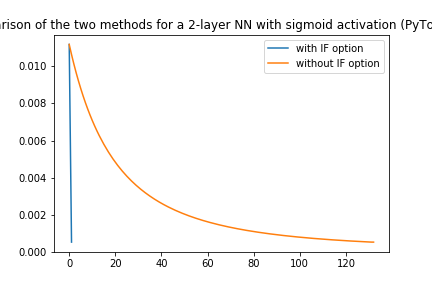 rison of the two methods for a 2-layer NN with sigmoid activation (PyTo
with IF option
without IF option
0.010
0.008
0.006
0.004
0.002
0.000
0 20 40 60 80 100 120